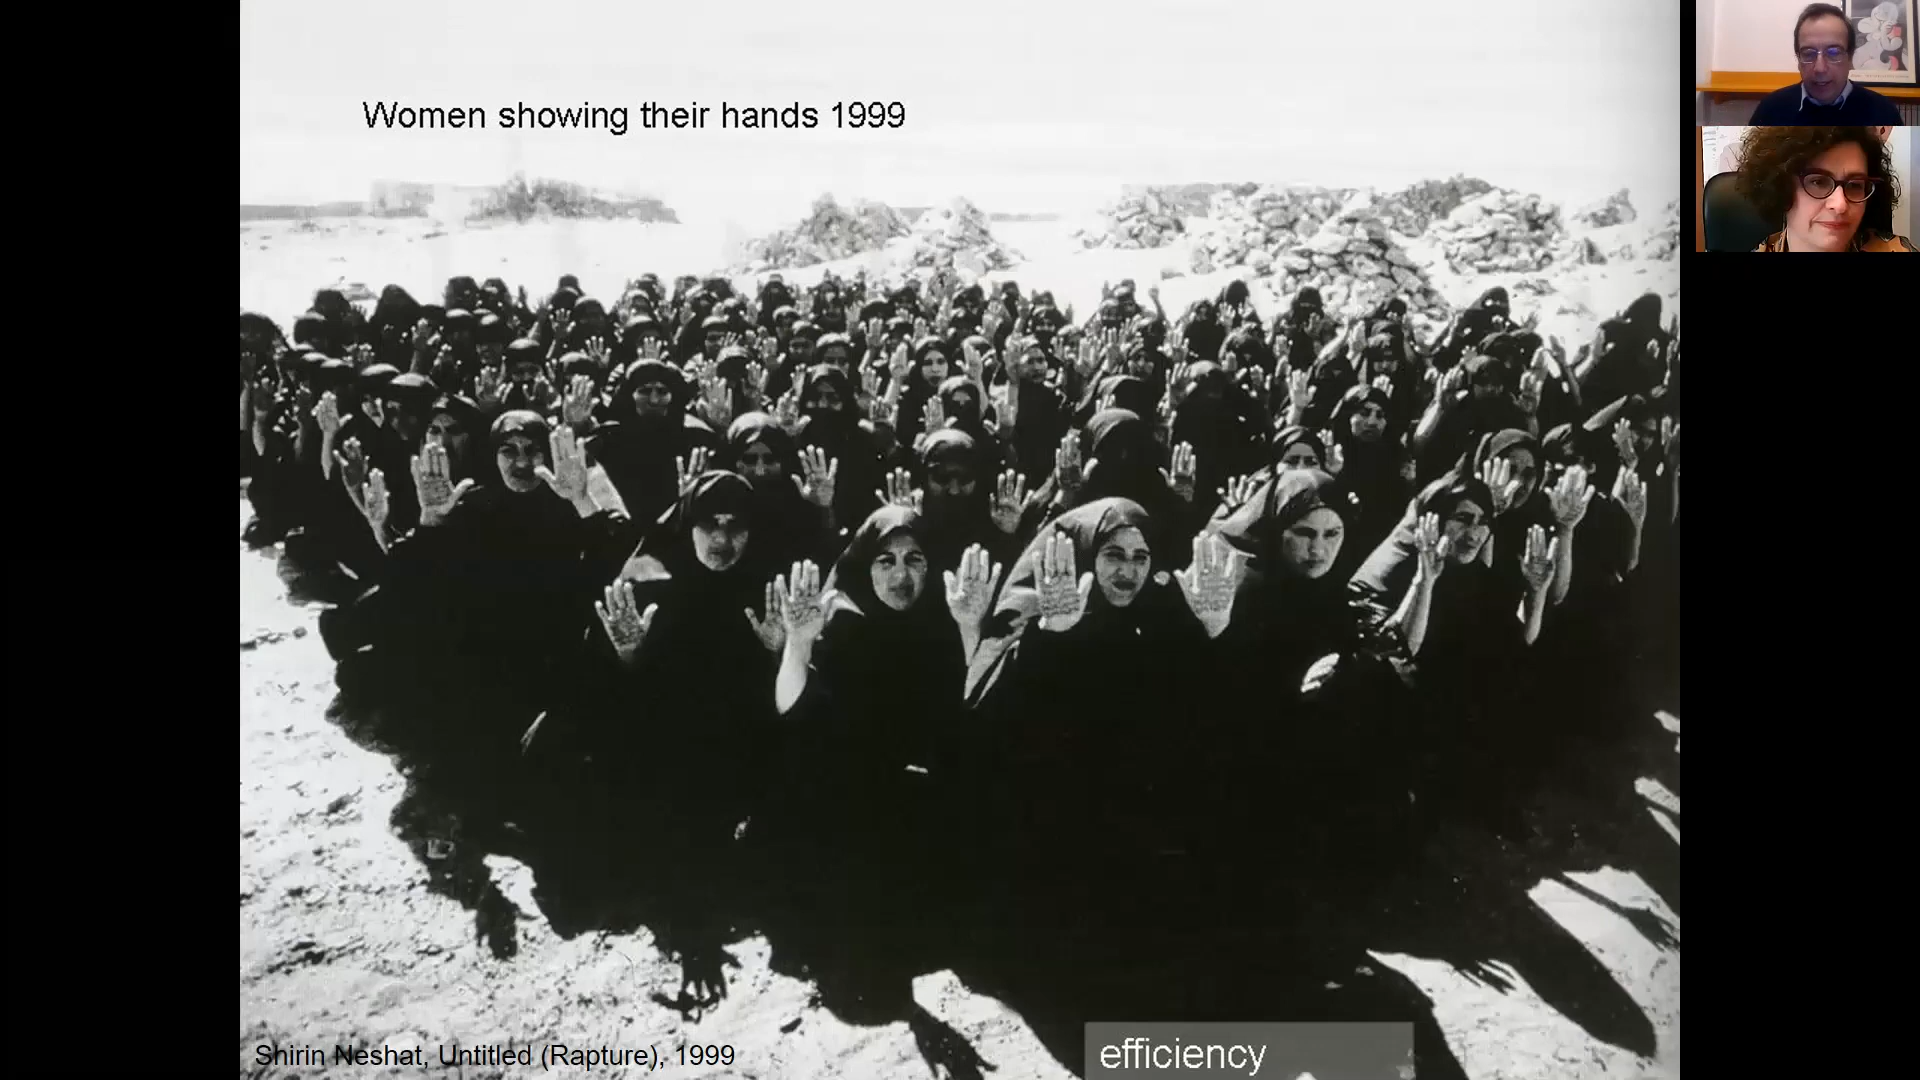 Women showing their hands 1999
Shirin Neshat, Untitled (Rapture), 1999
efficiency